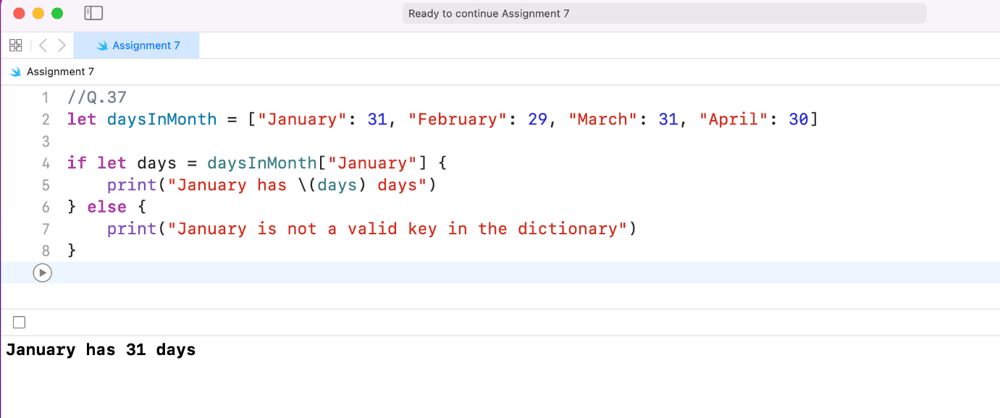 Ready to continue Assignment 7
Assignment 7
Assignment 7
1 //Q.37
2 let daysInMonth = ["January": 31, "February": 29, "March": 31, "April": 30]
3
4 if let days = daysInMonth["January"] {
5     print("January has \(days) days")
6 } else {
7     print("January is not a valid key in the dictionary")
8 }
January has 31 days